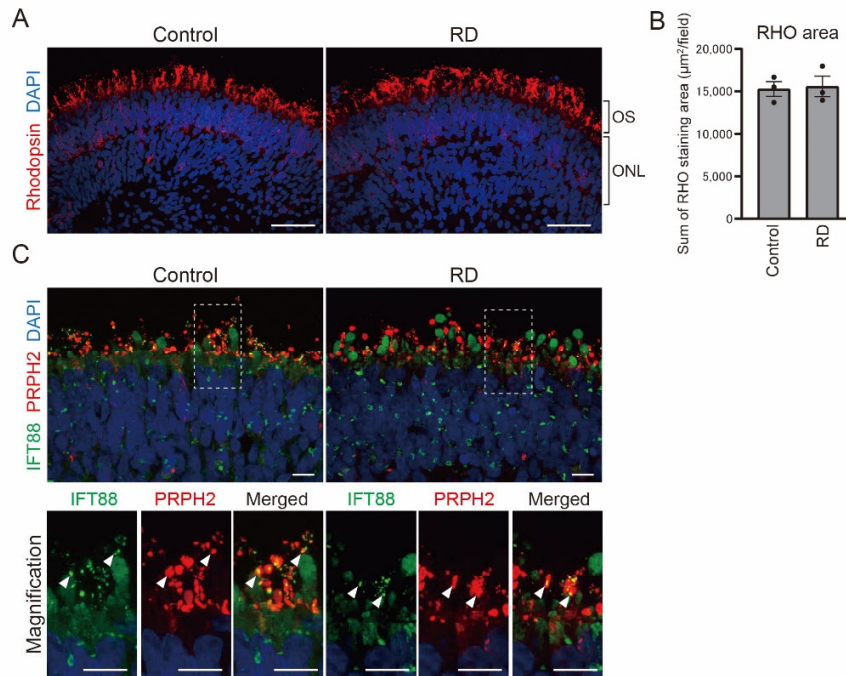 A
Control
RD
Rhodopsin DAPI
OS
ONL
B
RHO area
Sum of RHO staining area (μm²/field)
20,000
15,000
10,000
5,000
0
Control
RD
C
Control
RD
IFT88 PRPH2 DAPI
IFT88 PRPH2 Merged IFT88 PRPH2 Merged
Magnification